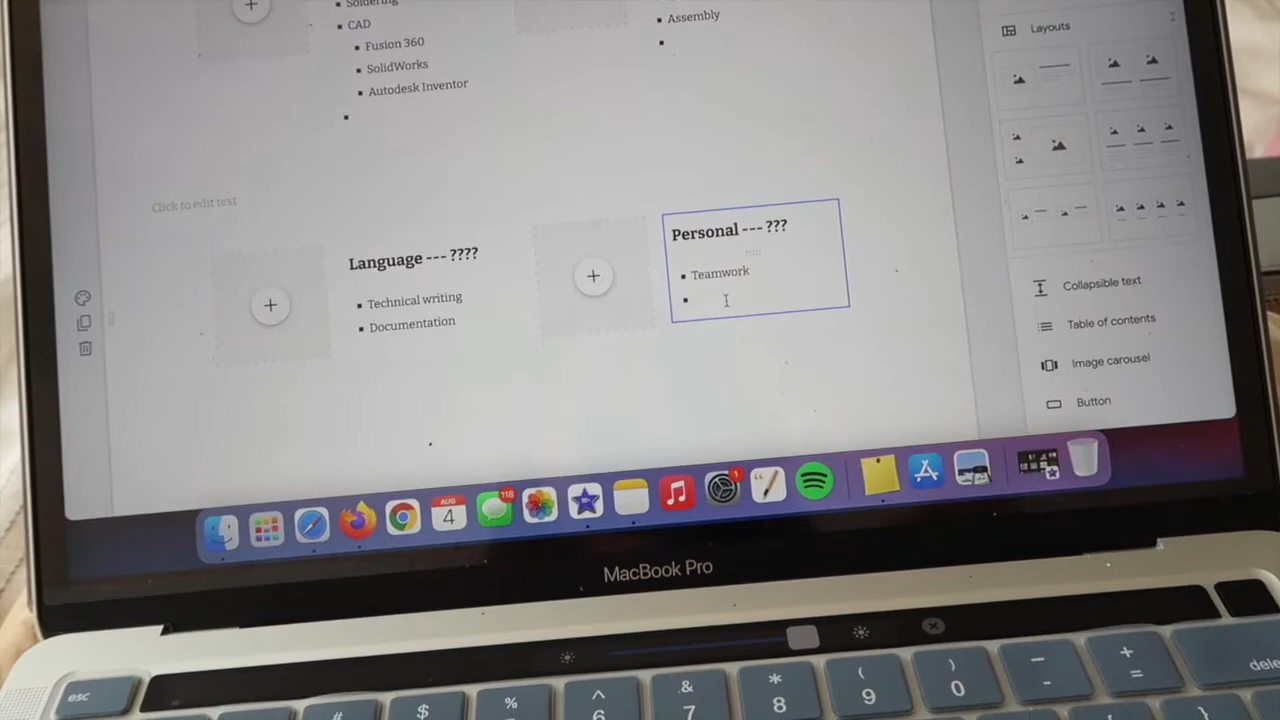 Soldering
CAD
Fusion 360
SolidWorks
Autodesk Inventor
Assembly
Click to edit text
Language --- ????
Technical writing
Documentation
Personal --- ???
Teamwork
Layouts
Collapsible text
Table of contents
Image carousel
Button
AUG
4
118
1
MacBook Pro
esc
#
$
%
^
6
&
7
*
8
(
9
)
0
-
+
=
dele